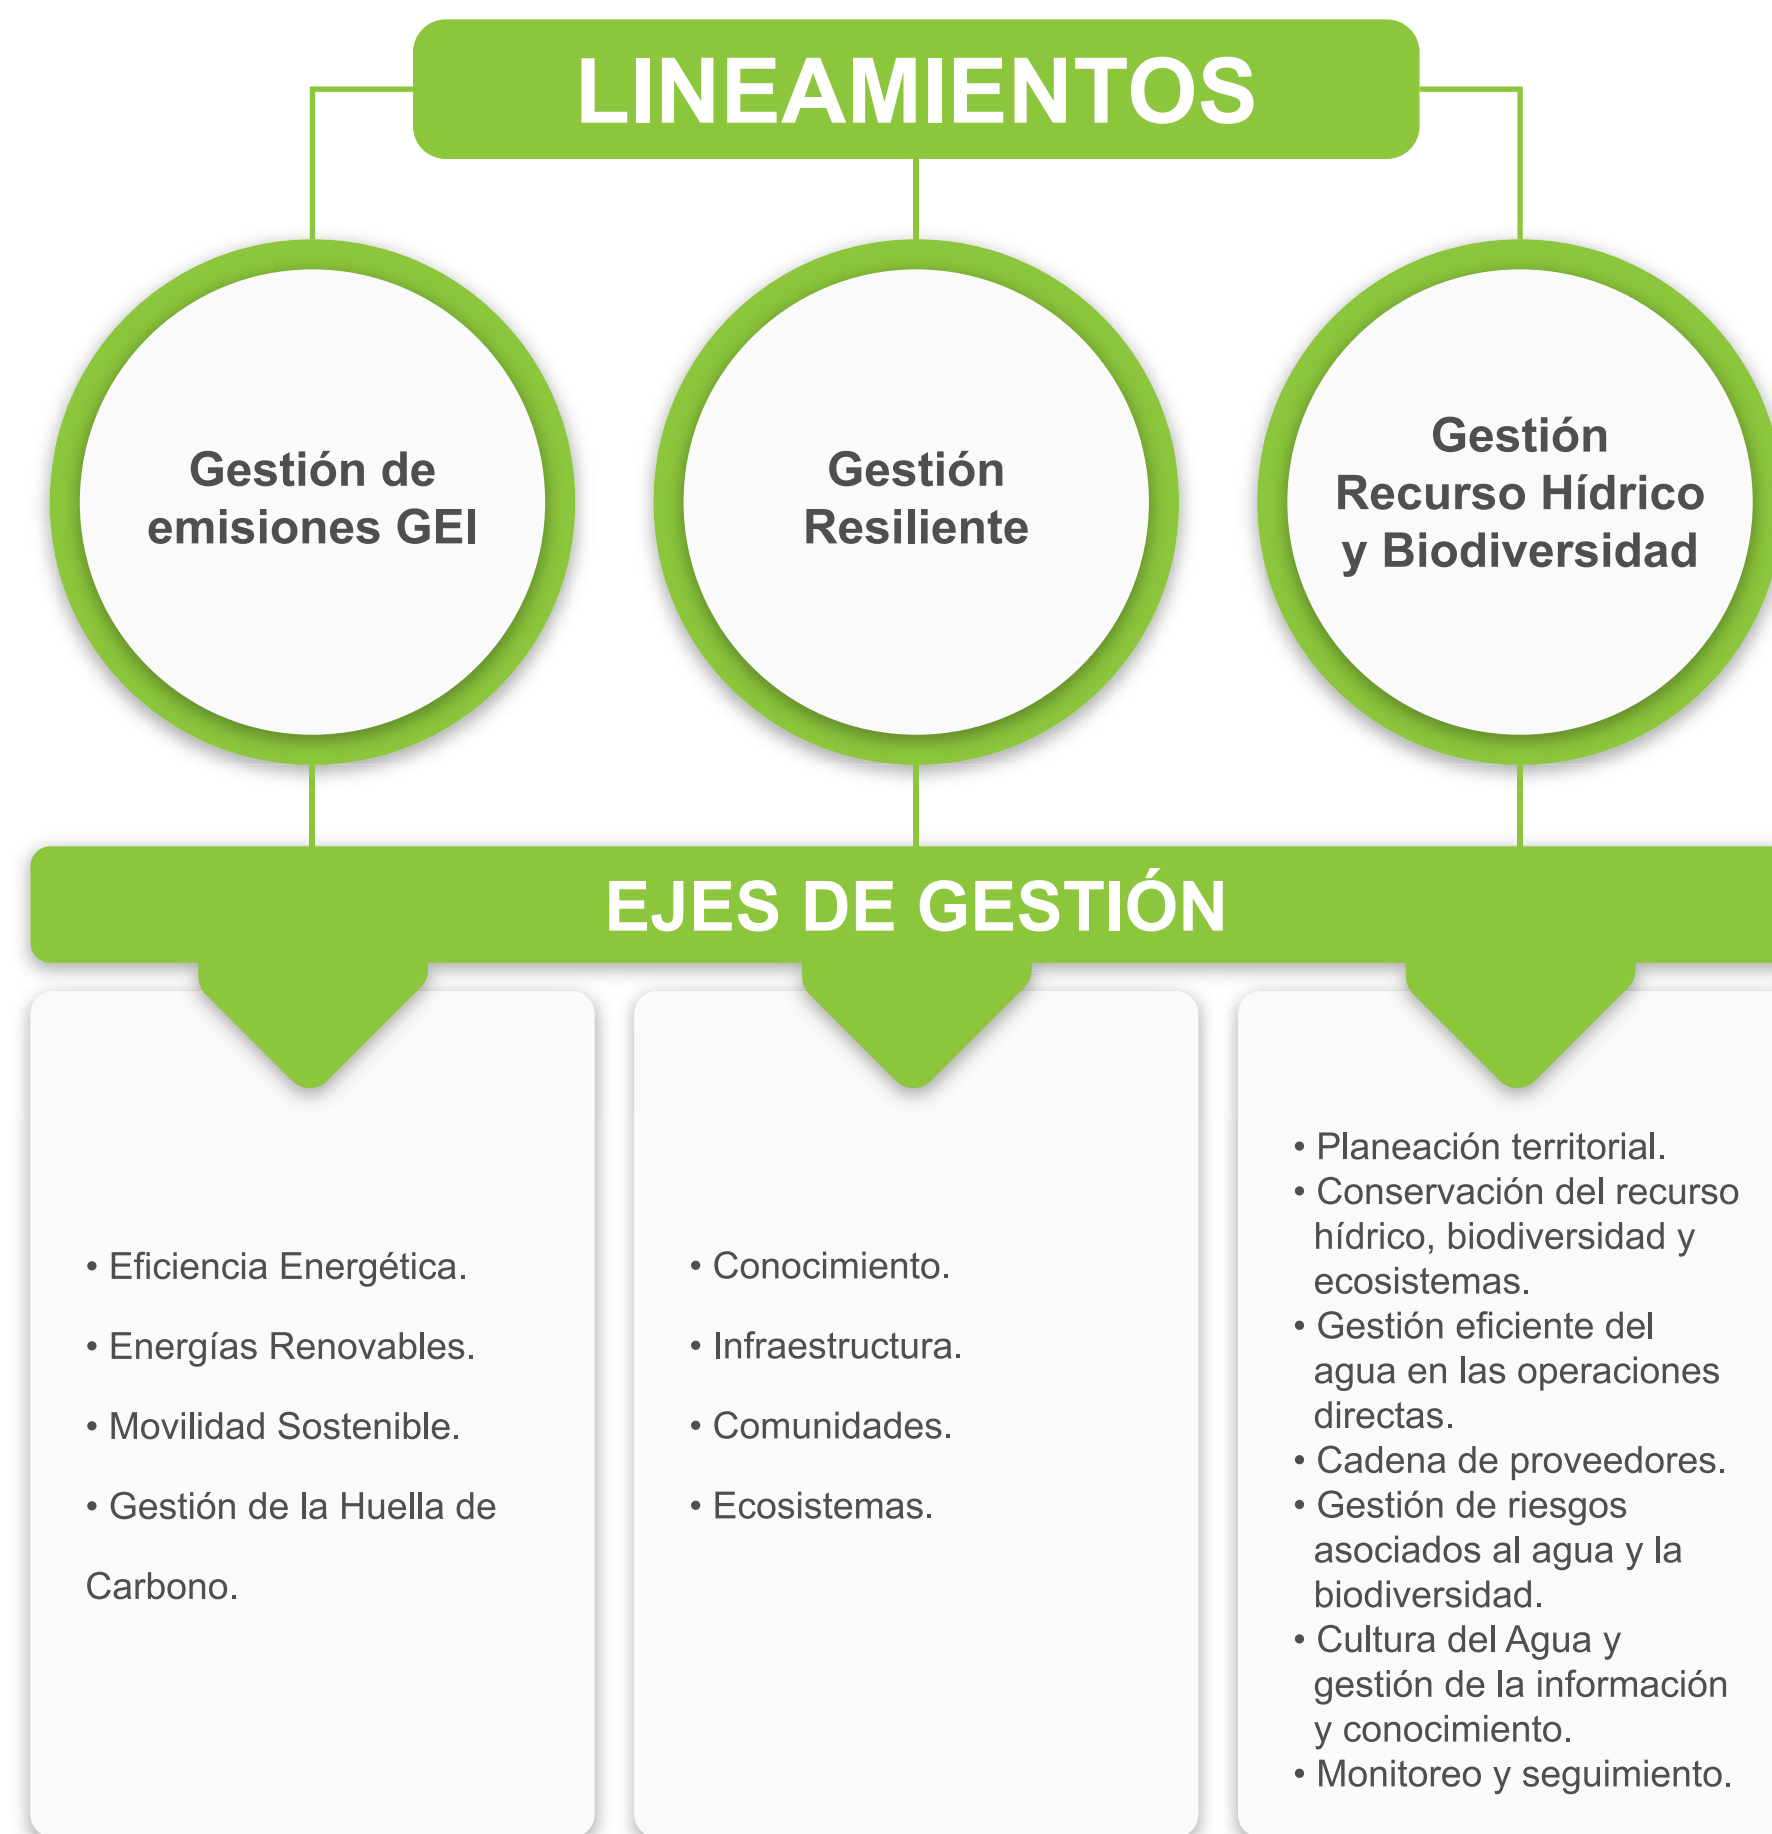 LINEAMIENTOS
Gestión de
emisiones GEI
Gestión
Resiliente
Gestión
Recurso Hídrico
y Biodiversidad
EJES DE GESTIÓN
• Eficiencia Energética.
• Energías Renovables.
• Movilidad Sostenible.
• Gestión de la Huella de
Carbono.
• Conocimiento.
• Infraestructura.
• Comunidades.
• Ecosistemas.
• Planeación territorial.
• Conservación del recurso
hídrico, biodiversidad y
ecosistemas.
• Gestión eficiente del
agua en las operaciones
directas.
• Cadena de proveedores.
• Gestión de riesgos
asociados al agua y la
biodiversidad.
• Cultura del Agua y
gestión de la información
y conocimiento.
• Monitoreo y seguimiento.